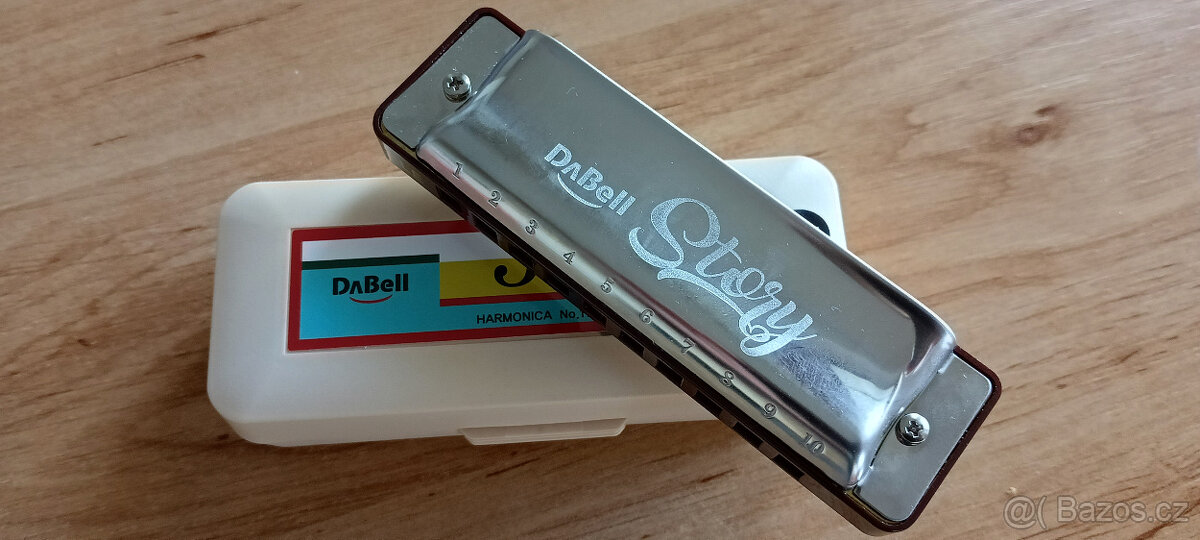 DABell
Story
1 2 3 4 5 6 7 8 9 10
DABell
HARMONICA No.
@( Bazos.cz